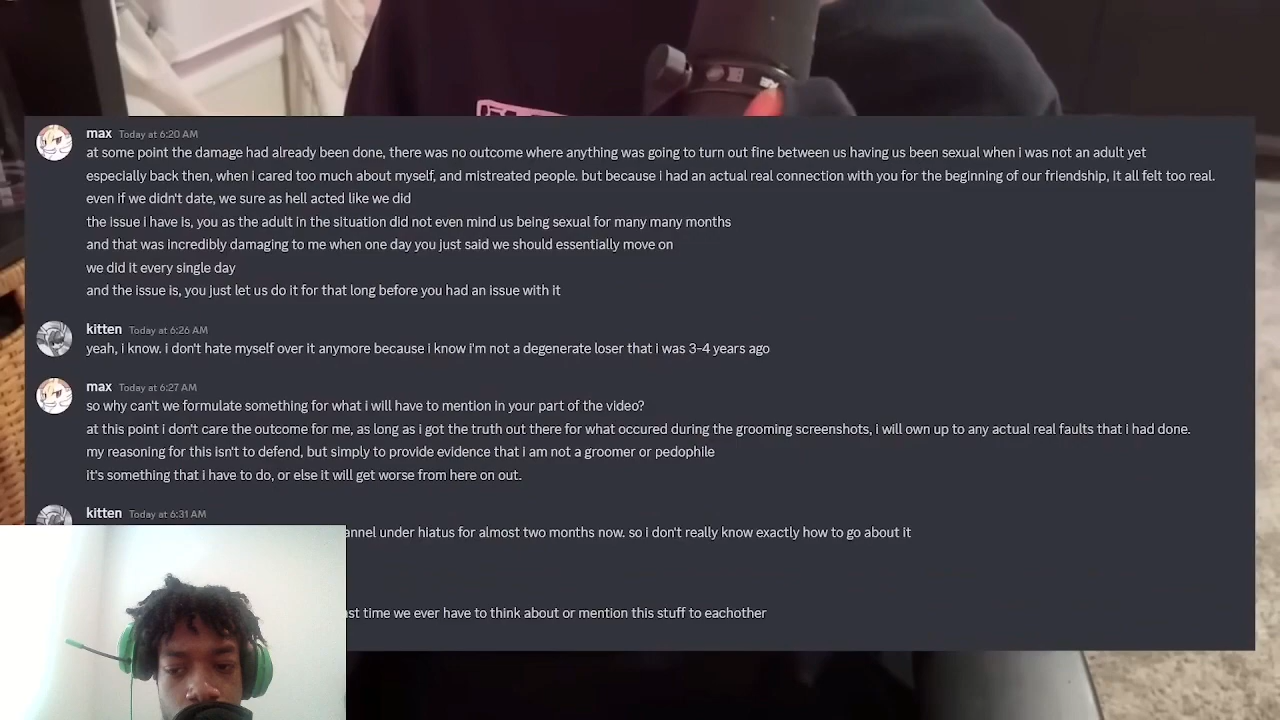 max Today at 6:20 AM
at some point the damage had already been done, there was no outcome where anything was going to turn out fine between us having us been sexual when i was not an adult yet
especially back then, when i cared too much about myself, and mistreated people. but because i had an actual real connection with you for the beginning of our friendship, it all felt too real.
even if we didn't date, we sure as hell acted like we did
the issue i have is, you as the adult in the situation did not even mind us being sexual for many many months
and that was incredibly damaging to me when one day you just said we should essentially move on
we did it every single day
and the issue is, you just let us do it for that long before you had an issue with it
kitten Today at 6:26 AM
yeah, i know. i don't hate myself over it anymore because i know i'm not a degenerate loser that i was 3-4 years ago
max Today at 6:27 AM
so why can't we formulate something for what i will have to mention in your part of the video?
at this point i don't care the outcome for me, as long as i got the truth out there for what occured during the grooming screenshots, i will own up to any actual real faults that i had done.
my reasoning for this isn't to defend, but simply to provide evidence that i am not a groomer or pedophile
it's something that i have to do, or else it will get worse from here on out.
kitten Today at 6:31 AM
under hiatus for almost two months now. so i don't really know exactly how to go about it
time we ever have to think about or mention this stuff to eachother